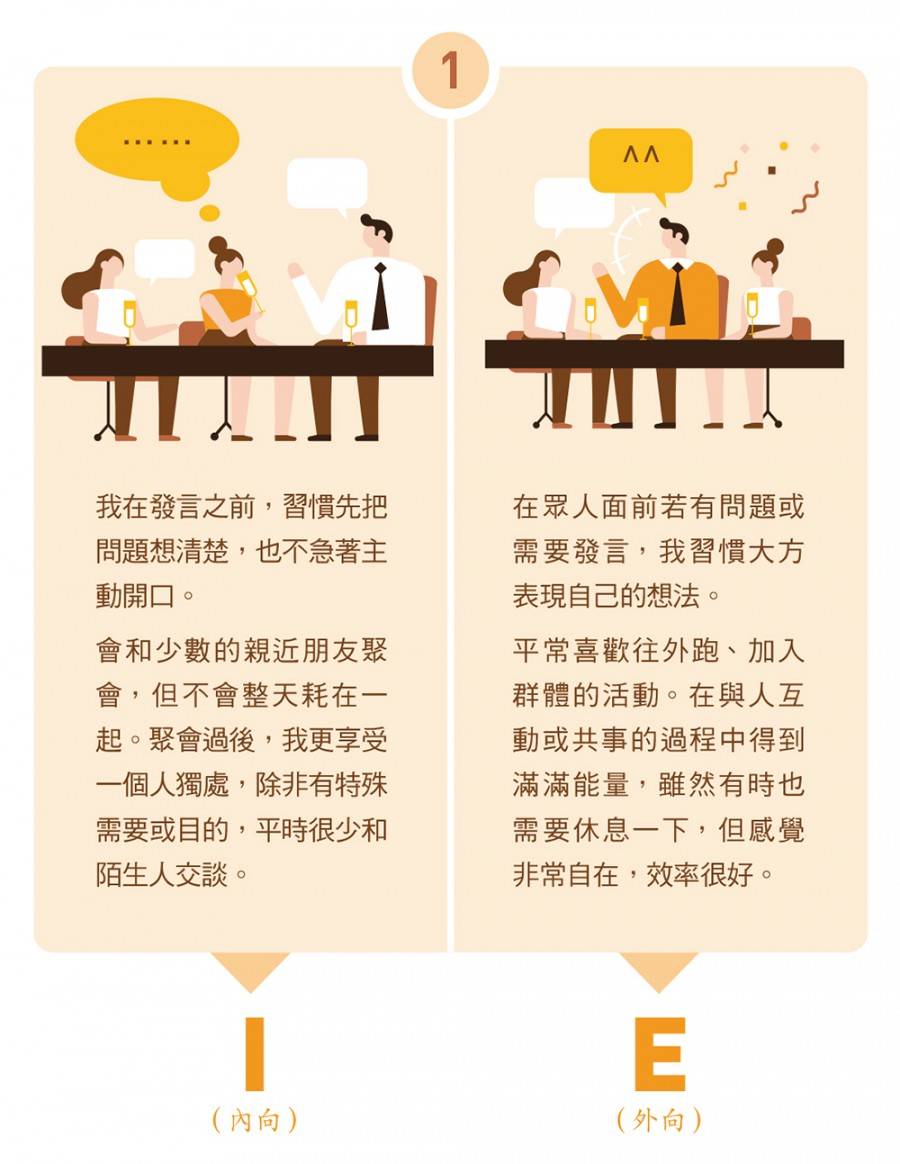 1
……
^^
我在發言之前，習慣先把
問題想清楚，也不急著主
動開口。
會和少數的親近朋友聚
會，但不會整天耗在一
起。聚會過後，我更享受
一個人獨處，除非有特殊
需要或目的，平時很少和
陌生人交談。
在眾人面前若有問題或
需要發言，我習慣大方
表現自己的想法。
平常喜歡往外跑、加入
群體的活動。在與人互
動或共事的過程中得到
滿滿能量，雖然有時也
需要休息一下，但感覺
非常自在，效率很好。
I
（內向）
E
（外向）